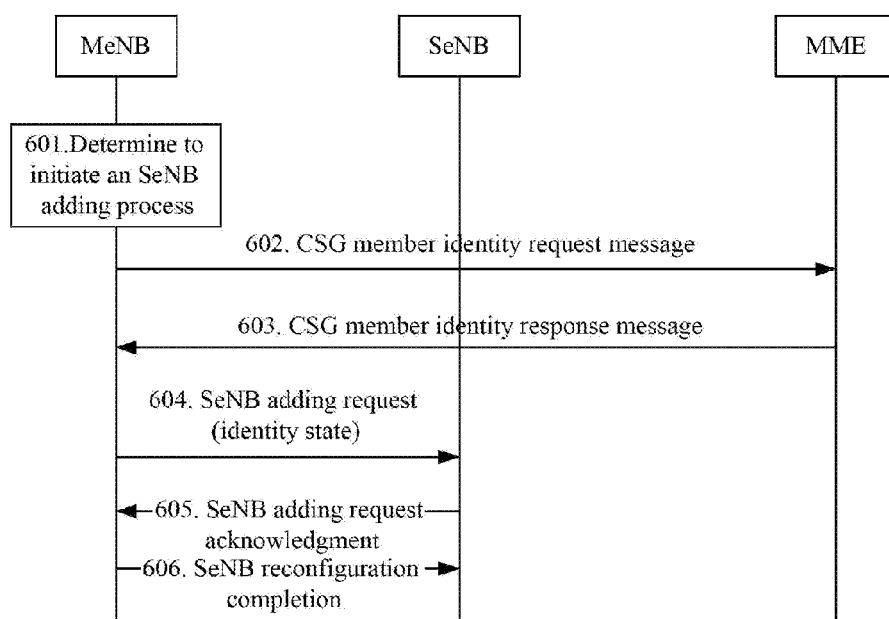 MeNB
SeNB
MME
601.Determine to
initiate an SeNB
adding process
602. CSG member identity request message
603. CSG member identity response message
604. SeNB adding request
(identity state)
605. SeNB adding request
acknowledgment
606. SeNB reconfiguration
completion